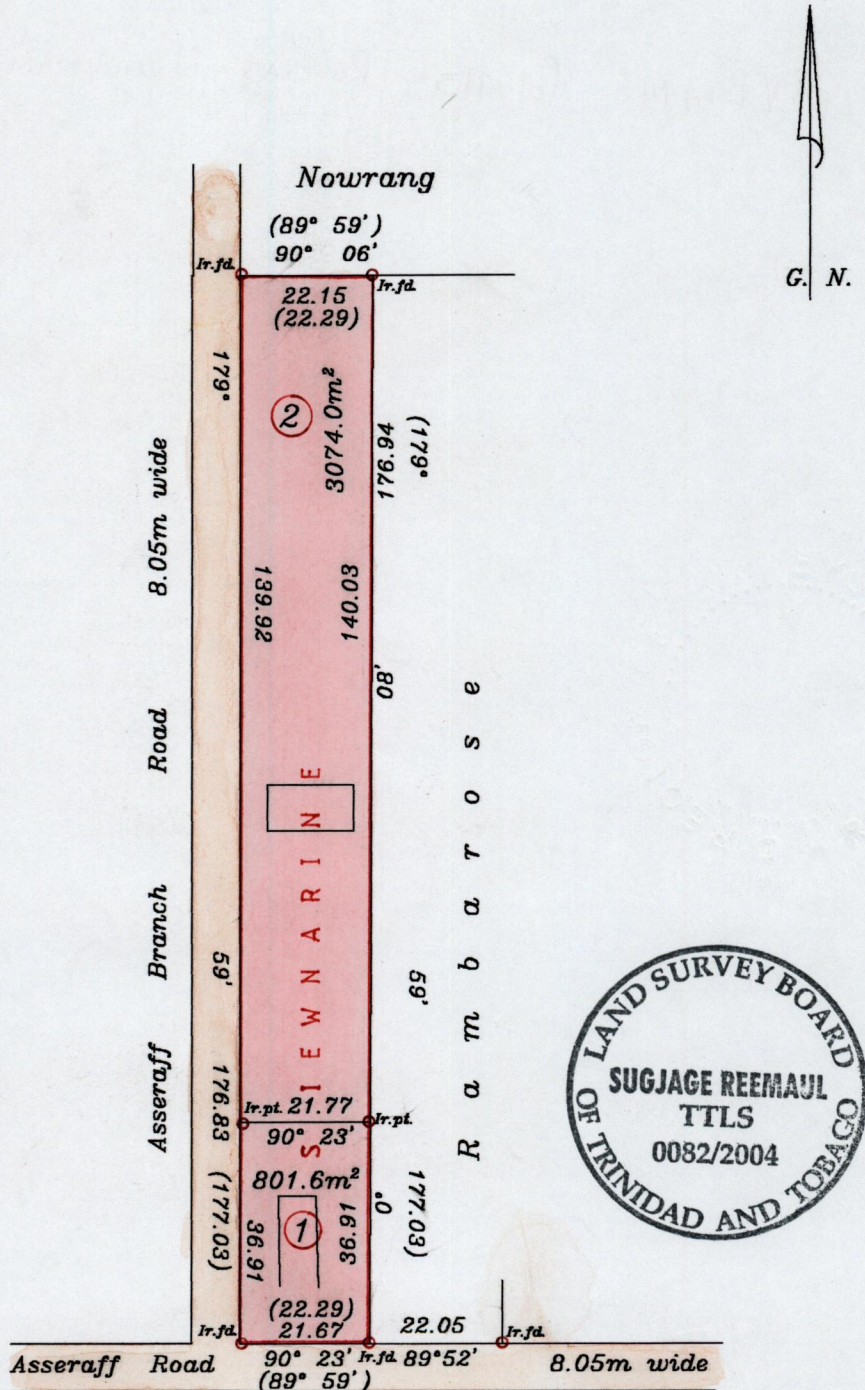 Nowrang
(89° 59')
90° 06'
Ir.fd.
Ir.fd.
22.15
(22.29)
G. N.
179°
2
3074.0m²
176.94
(179°
8.05m wide
139.92
140.03
80'
Road
Rambarose
SIEWNARINE
Branch
59'
59'
Asseraff
176.83
(177.03)
Ir.pt.
21.77
Ir.pt.
90° 23'
801.6m²
1
36.91
36.91
0°
177.03)
(22.29)
Ir.fd.
21.67
22.05
Ir.fd.
Asseraff Road
90° 23'
Ir.fd.
89°52'
8.05m wide
(89° 59')
LAND SURVEY BOARD
SUGJAGE REEMAUL
TTLS
0082/2004
OF TRINIDAD AND TOBAGO